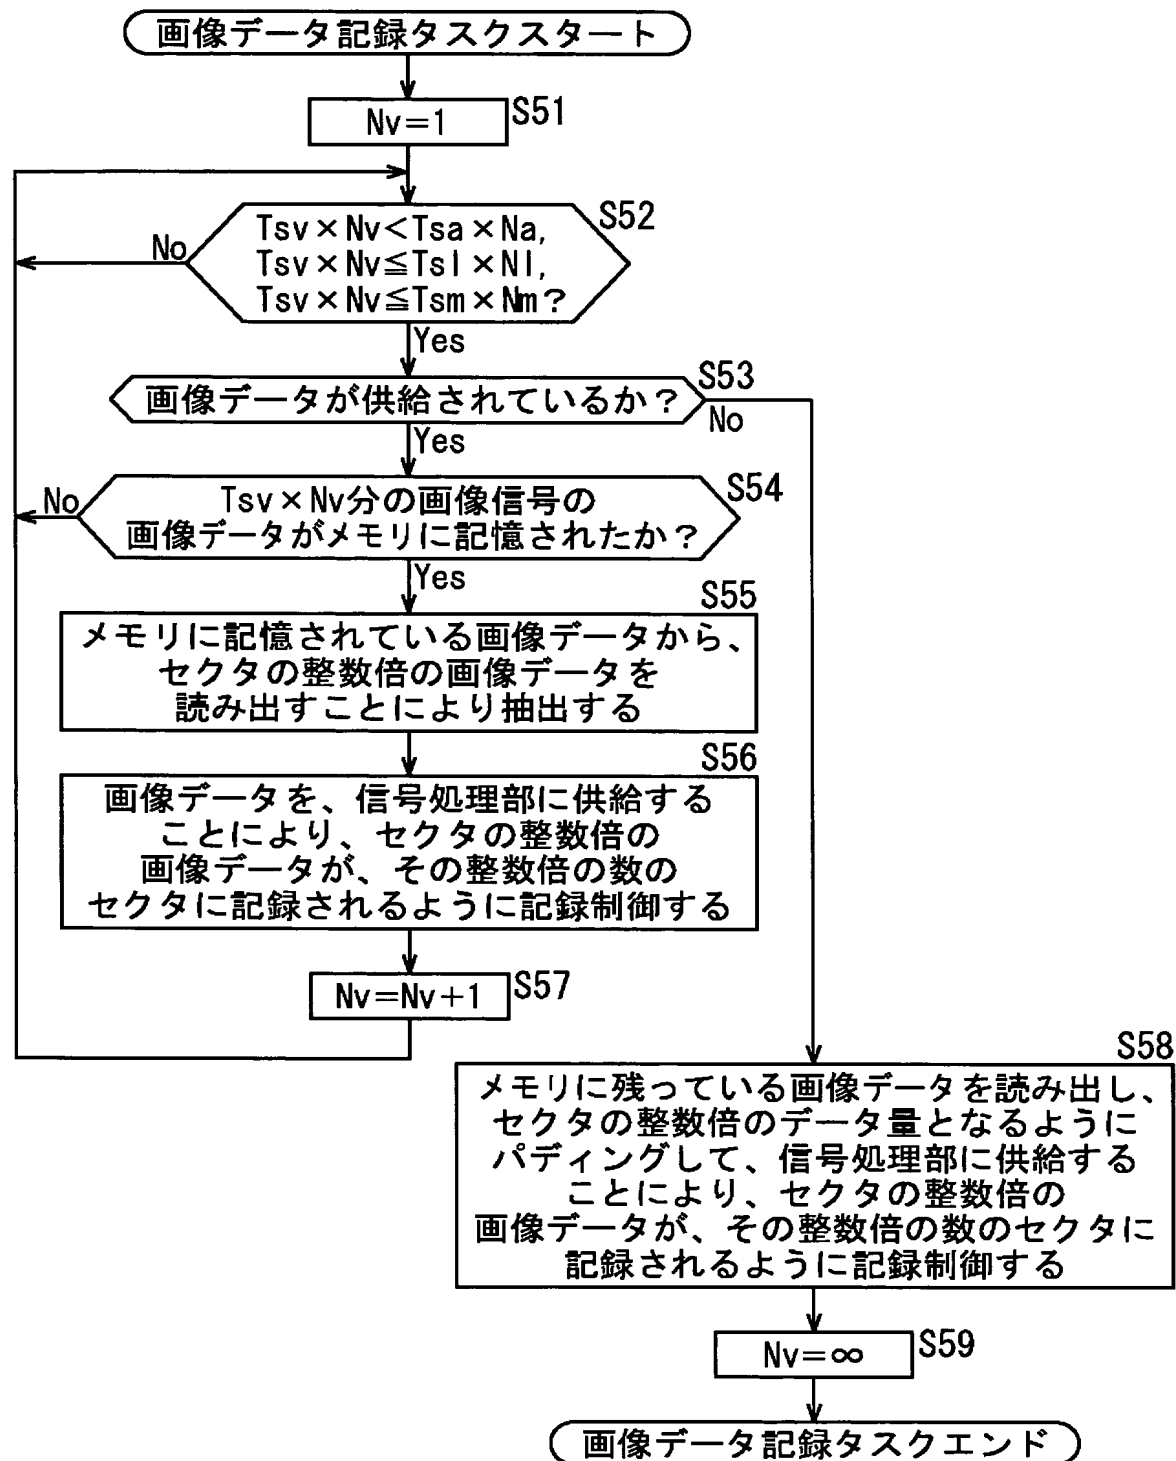 画像データ記録タスクスタート
Nv=1
S51
S52
Tsv×Nv<Tsa×Na,
Tsv×Nv≦Tsl×Nl,
Tsv×Nv≦Tsm×Nm?
No
Yes
S53
画像データが供給されているか?
No
Yes
S54
Tsv×Nv分の画像信号の
画像データがメモリに記憶されたか?
No
Yes
S55
メモリに記憶されている画像データから、
セクタの整数倍の画像データを
読み出すことにより抽出する
S56
画像データを、信号処理部に供給する
ことにより、セクタの整数倍の
画像データが、その整数倍の数の
セクタに記録されるように記録制御する
Nv=Nv+1
S57
S58
メモリに残っている画像データを読み出し、
セクタの整数倍のデータ量となるように
パディングして、信号処理部に供給する
ことにより、セクタの整数倍の
画像データが、その整数倍の数のセクタに
記録されるように記録制御する
Nv=∞
S59
画像データ記録タスクエンド